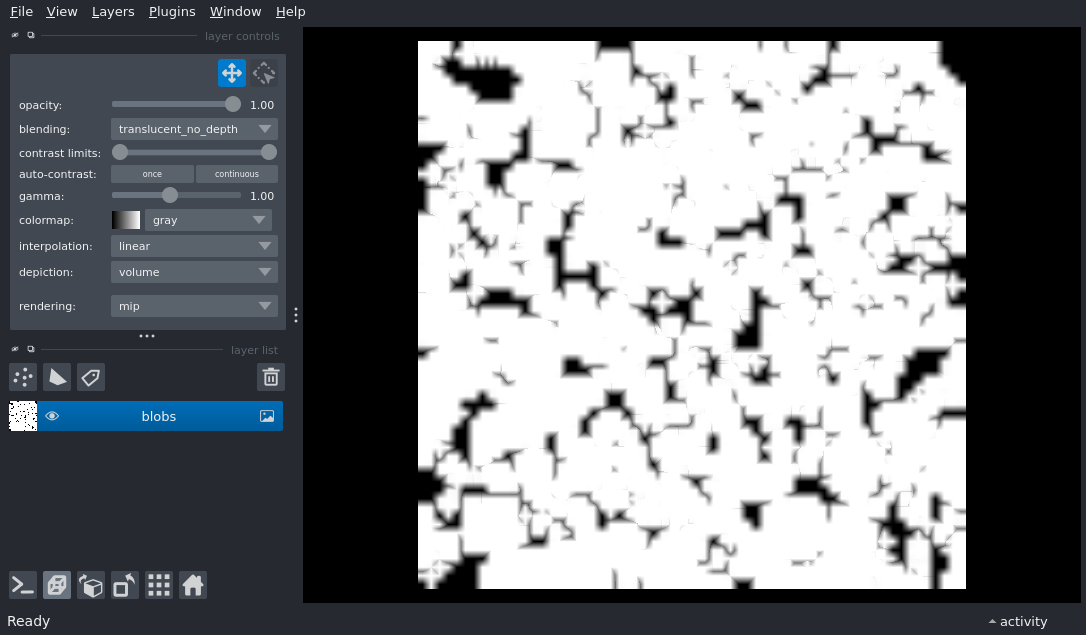 File View Layers Plugins Window Help
layer controls
opacity: 1.00
blending: translucent_no_depth
contrast limits:
auto-contrast: once continuous
gamma: 1.00
colormap: gray
interpolation: linear
depiction: volume
rendering: mip
layer list
blobs
Ready activity